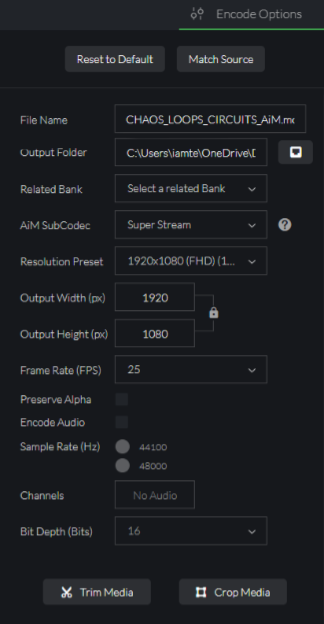 Encode Options
Reset to Default Match Source
File Name CHAOS_LOOPS_CIRCUITS_AiM.mo
Output Folder C:\Users\iamte\OneDrive\D
Related Bank Select a related Bank
AiM SubCodec Super Stream
Resolution Preset 1920x1080 (FHD) (1...
Output Width (px) 1920
Output Height (px) 1080
Frame Rate (FPS) 25
Preserve Alpha
Encode Audio
Sample Rate (Hz) 44100
48000
Channels No Audio
Bit Depth (Bits) 16
Trim Media Crop Media